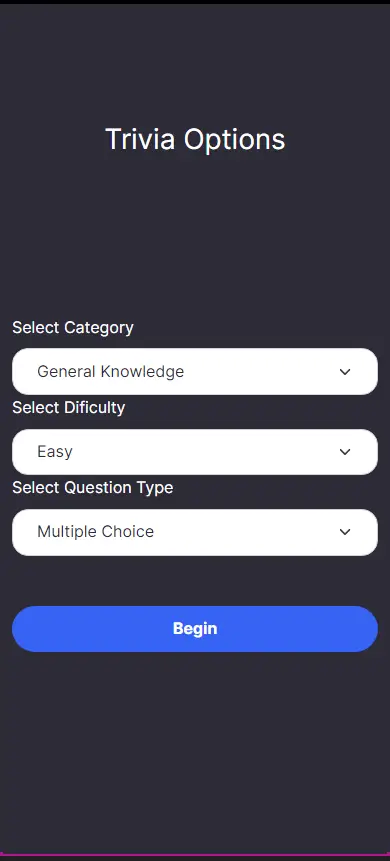 Trivia Options
Select Category
General Knowledge
Select Dificulty
Easy
Select Question Type
Multiple Choice
Begin